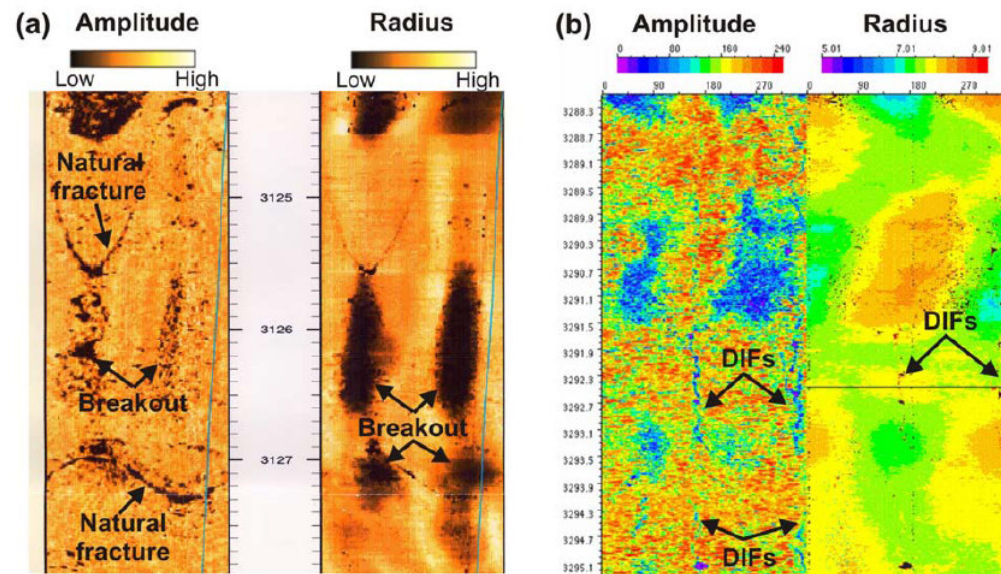 (a)
Amplitude
Radius
Low
High
Low
High
Natural
fracture
3125
3126
Breakout
Breakout
3127
Natural
fracture
(b)
Amplitude
Radius
0 80 160 240
5.01 7.01 9.01
0 90 180 270
0 90 180 270
3288.3
3288.7
3289.1
3289.5
3289.9
3290.3
3290.7
3291.1
3291.5
3291.9
3292.3
3292.7
3293.1
3293.5
3293.9
3294.3
3294.7
3295.1
DIFs
DIFs
DIFs